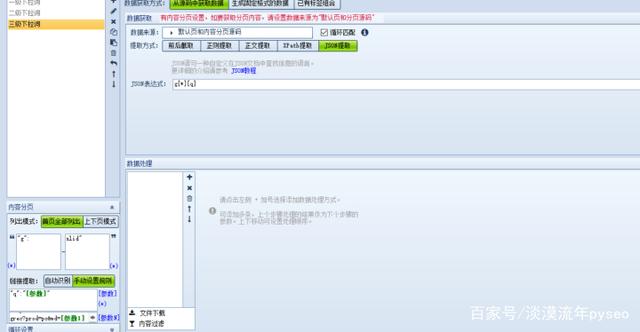 一级下拉词
二级下拉词
三级下拉词
数据获取方式: 从源码中获取数据 生成固定格式的数据 已有标签组合
数据获取 有内容分页设置,如要获取分页内容,请设置数据来源为“默认页和内容分页源码”
数据来源: 默认页和内容分页源码 循环匹配
提取方式: 前后截取 正则提取 正文提取 XPath提取 JSON提取
JSON语句一种自定义在JSON文档中查找信息的语言。
更详细的介绍请参考 JSON教程
JSON表达式: g[*][q]
数据处理
请点击左侧 + 加号选择添加数据处理方式。
可添加多条,上个步骤处理的结果作为下个步骤的
参数。上下移动可设置处理顺序。
文件下载
内容过滤
内容分页
列出模式: 首页全部列出 上下页模式
"g":
slid"
(*) (*)
链接提取: 自动识别 手动设置规则
"q":"[参数] [参数]
(*)
循环设置
百家号/淡漠流年pyseo